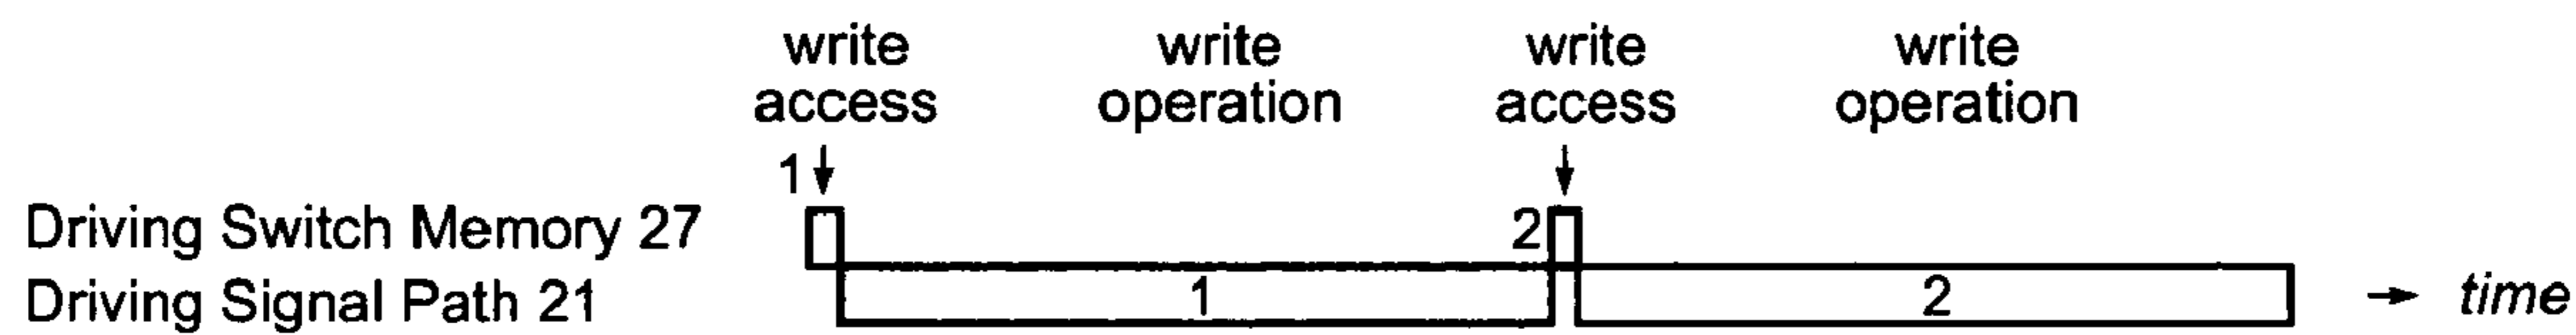 write write write write
access operation access operation
1
Driving Switch Memory 27 2
Driving Signal Path 21 1 2 time